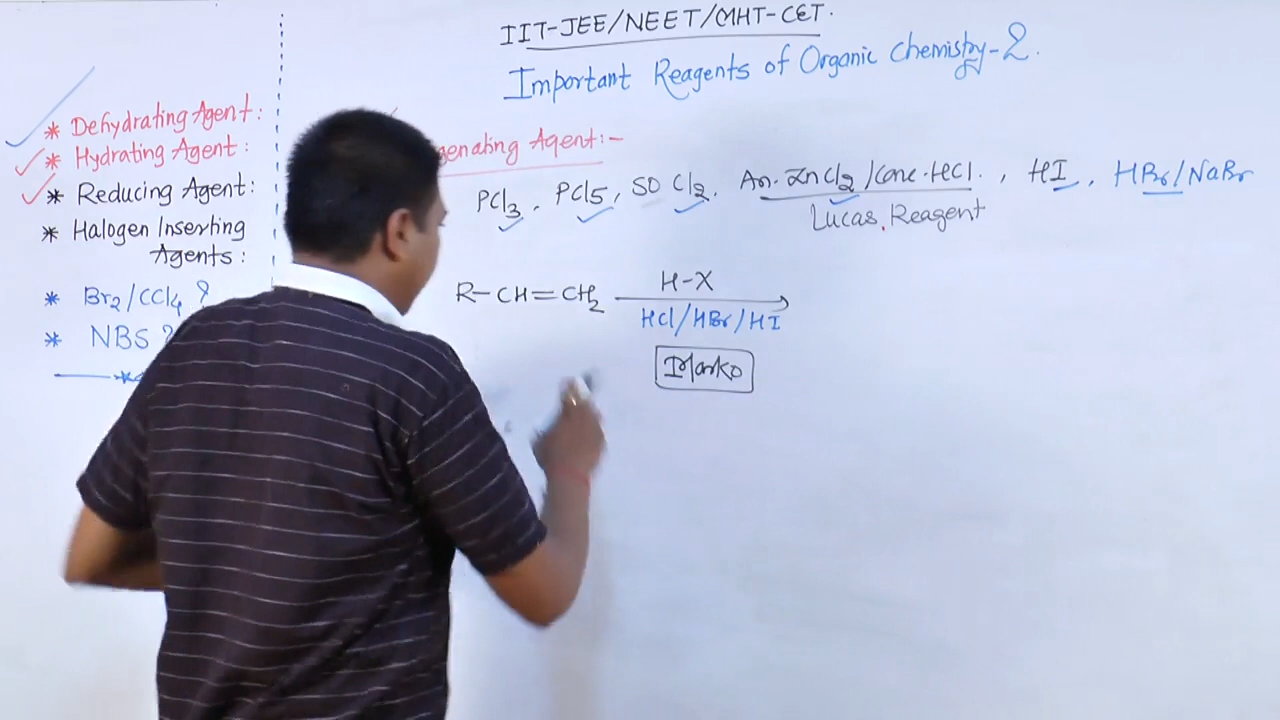 IIT-JEE/NEET/MHT-CET.
Important Reagents of Organic Chemistry-2.
* Dehydrating Agent:
* Hydrating Agent:
* Reducing Agent:
* Halogen Inserting
Agents:
* Br2/CCl4 ?
* NBS ?
genating Agent:-
PCl3, PCl5, SOCl2, An.ZnCl2/Conc.HCl., HI, HBr/NaBr
Lucas Reagent
R-CH=CH2 H-X
HCl/HBr/HI
Marko